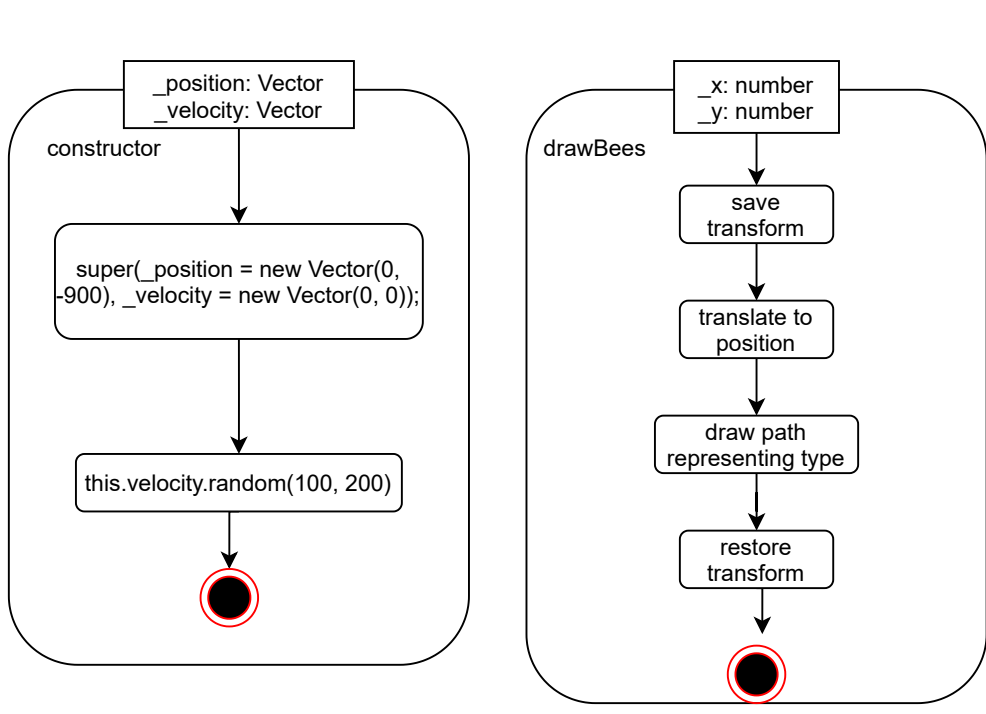 _position: Vector
_velocity: Vector
constructor
super(_position = new Vector(0,
-900), _velocity = new Vector(0, 0));
this.velocity.random(100, 200)
_x: number
_y: number
drawBees
save
transform
translate to
position
draw path
representing type
restore
transform